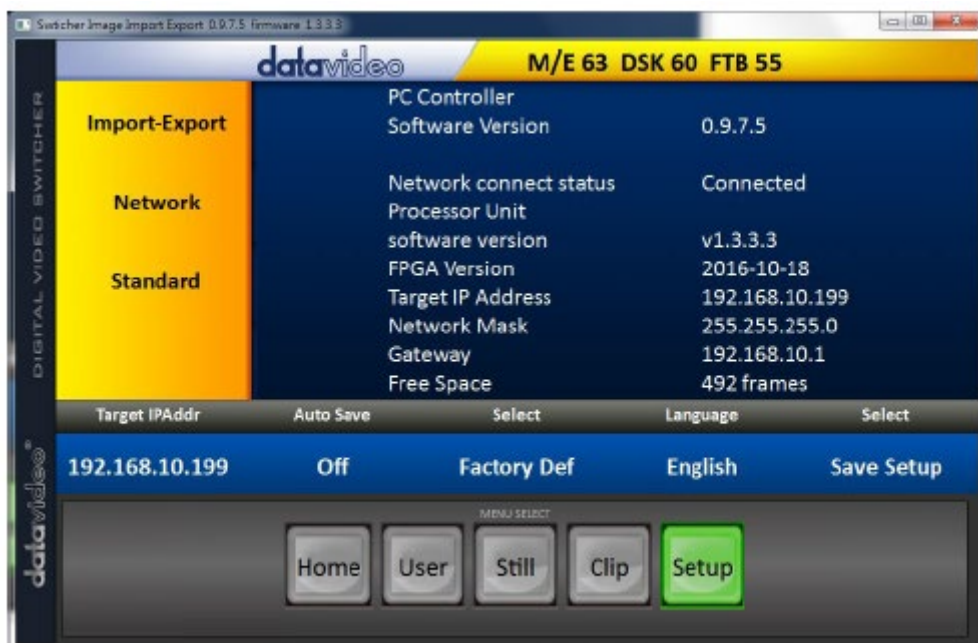 Switcher Image Import Export 0.9.7.5 firmware 1.3.3.3
datavideo
M/E 63 DSK 60 FTB 55
DIGITAL VIDEO SWITCHER
datavideo®
Import-Export
Network
Standard
PC Controller
Software Version 0.9.7.5
Network connect status Connected
Processor Unit
software version v1.3.3.3
FPGA Version 2016-10-18
Target IP Address 192.168.10.199
Network Mask 255.255.255.0
Gateway 192.168.10.1
Free Space 492 frames
Target IPAddr Auto Save Select Language Select
192.168.10.199 Off Factory Def English Save Setup
MENU SELECT
Home User Still Clip Setup